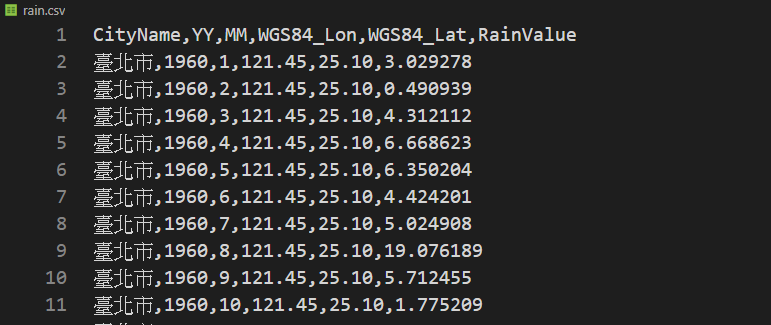 rain.csv
1 CityName,YY,MM,WGS84_Lon,WGS84_Lat,RainValue
2 臺北市,1960,1,121.45,25.10,3.029278
3 臺北市,1960,2,121.45,25.10,0.490939
4 臺北市,1960,3,121.45,25.10,4.312112
5 臺北市,1960,4,121.45,25.10,6.668623
6 臺北市,1960,5,121.45,25.10,6.350204
7 臺北市,1960,6,121.45,25.10,4.424201
8 臺北市,1960,7,121.45,25.10,5.024908
9 臺北市,1960,8,121.45,25.10,19.076189
10 臺北市,1960,9,121.45,25.10,5.712455
11 臺北市,1960,10,121.45,25.10,1.775209